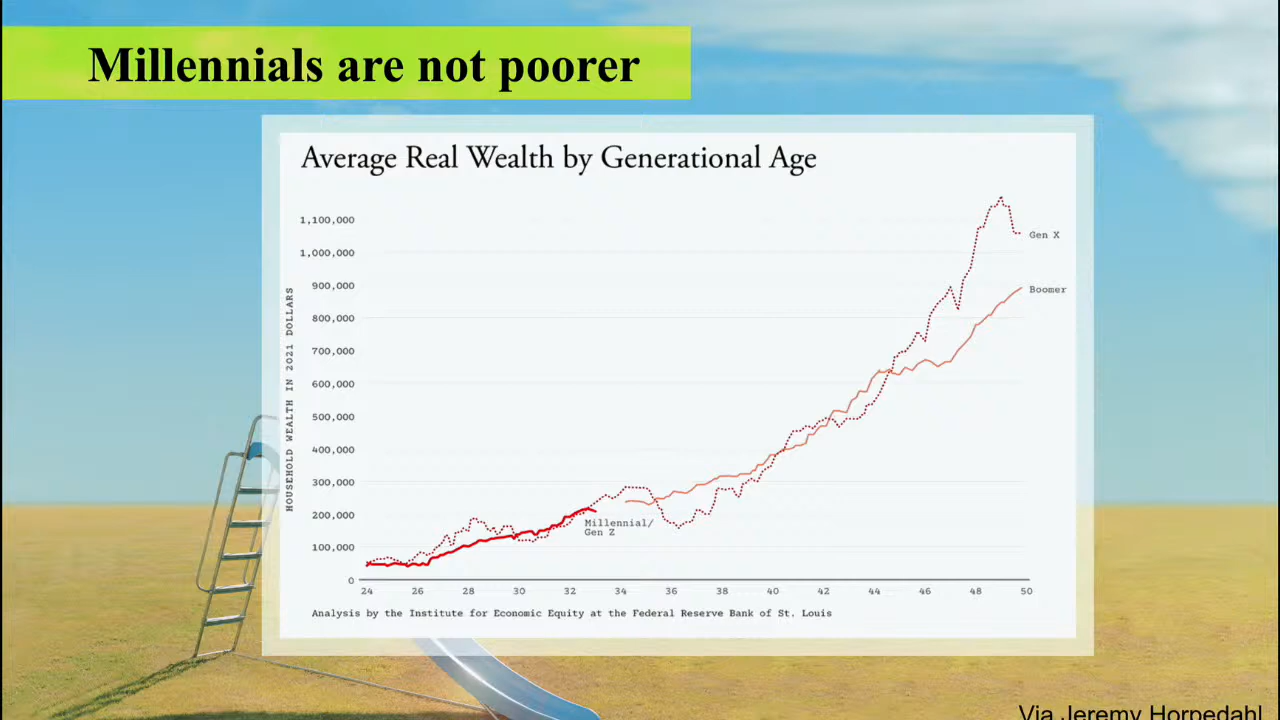 Millennials are not poorer
Average Real Wealth by Generational Age
HOUSEHOLD WEALTH IN 2021 DOLLARS
1,100,000
1,000,000
900,000
800,000
700,000
600,000
500,000
400,000
300,000
200,000
100,000
0
Gen X
Boomer
Millennial/
Gen Z
24 26 28 30 32 34 36 38 40 42 44 46 48 50
Analysis by the Institute for Economic Equity at the Federal Reserve Bank of St. Louis
Via Jeremy Horpedahl